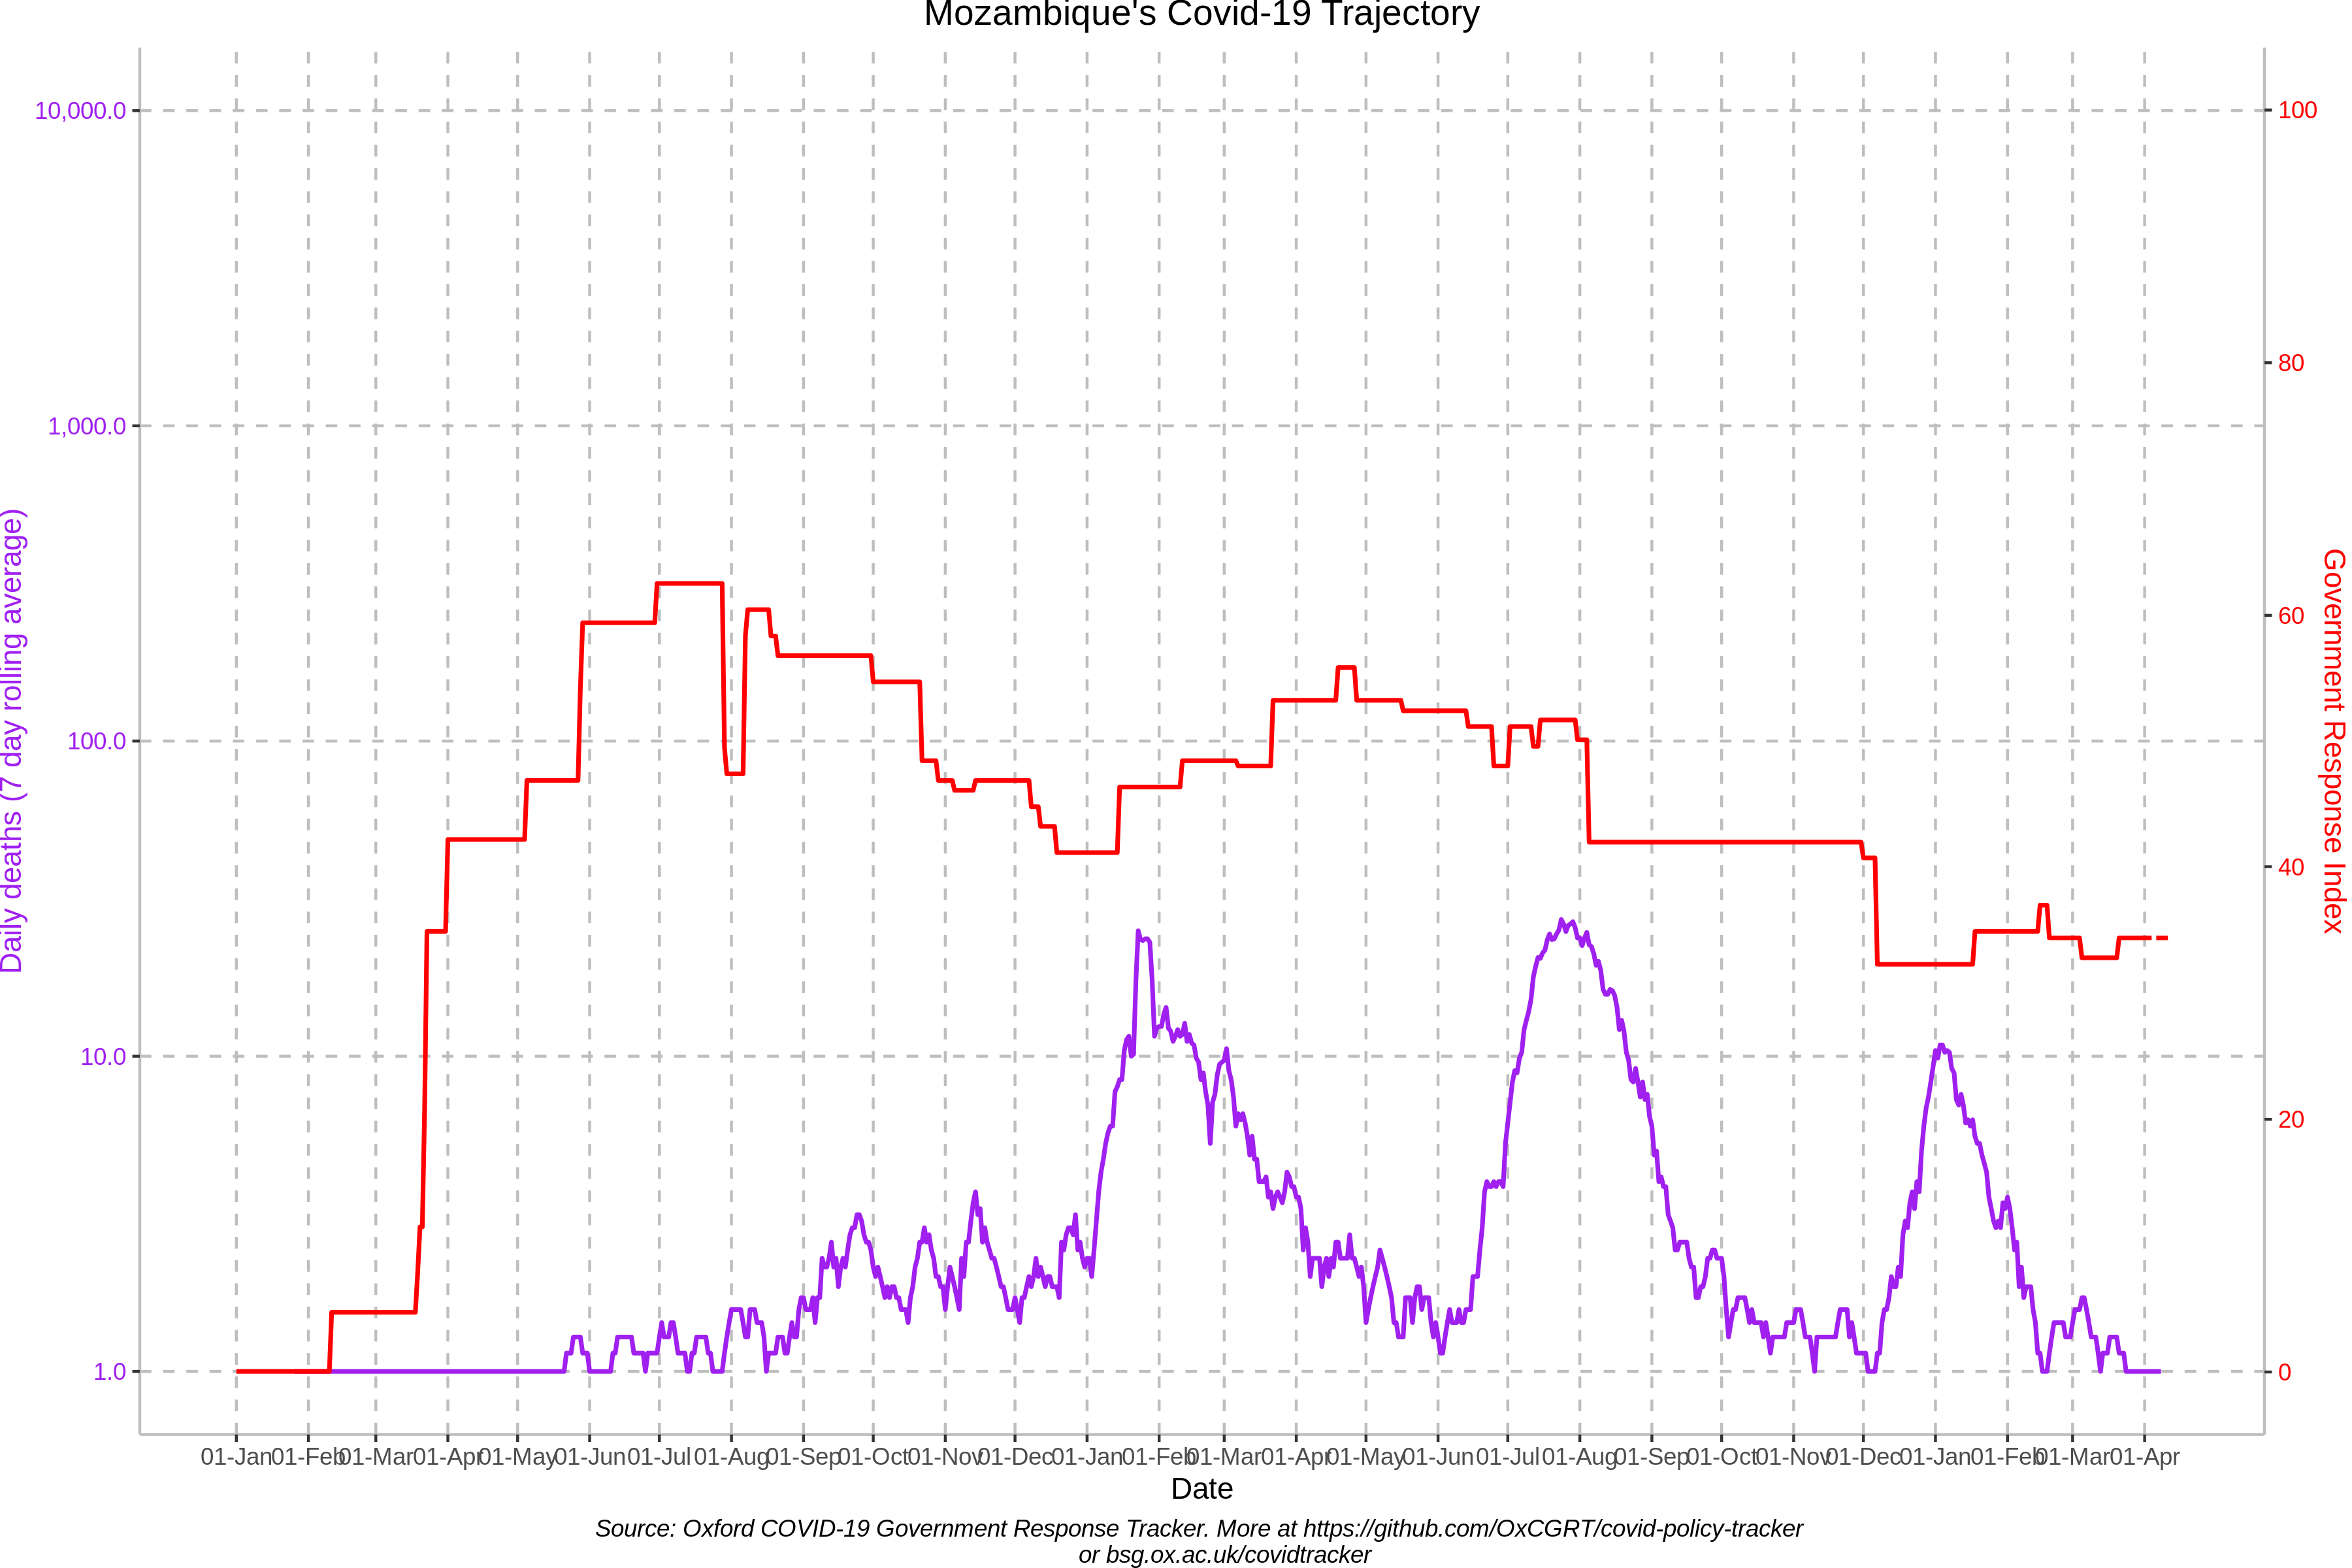 Mozambique's Covid-19 Trajectory
10,000.0
1,000.0
100.0
10.0
1.0
Daily deaths (7 day rolling average)
100
80
60
40
20
0
Government Response Index
01-Jan 01-Feb 01-Mar 01-Apr 01-May 01-Jun 01-Jul 01-Aug 01-Sep 01-Oct 01-Nov 01-Dec 01-Jan 01-Feb 01-Mar 01-Apr 01-May 01-Jun 01-Jul 01-Aug 01-Sep 01-Oct 01-Nov 01-Dec 01-Jan 01-Feb 01-Mar 01-Apr
Date
Source: Oxford COVID-19 Government Response Tracker. More at https://github.com/OxCGRT/covid-policy-tracker
or bsg.ox.ac.uk/covidtracker